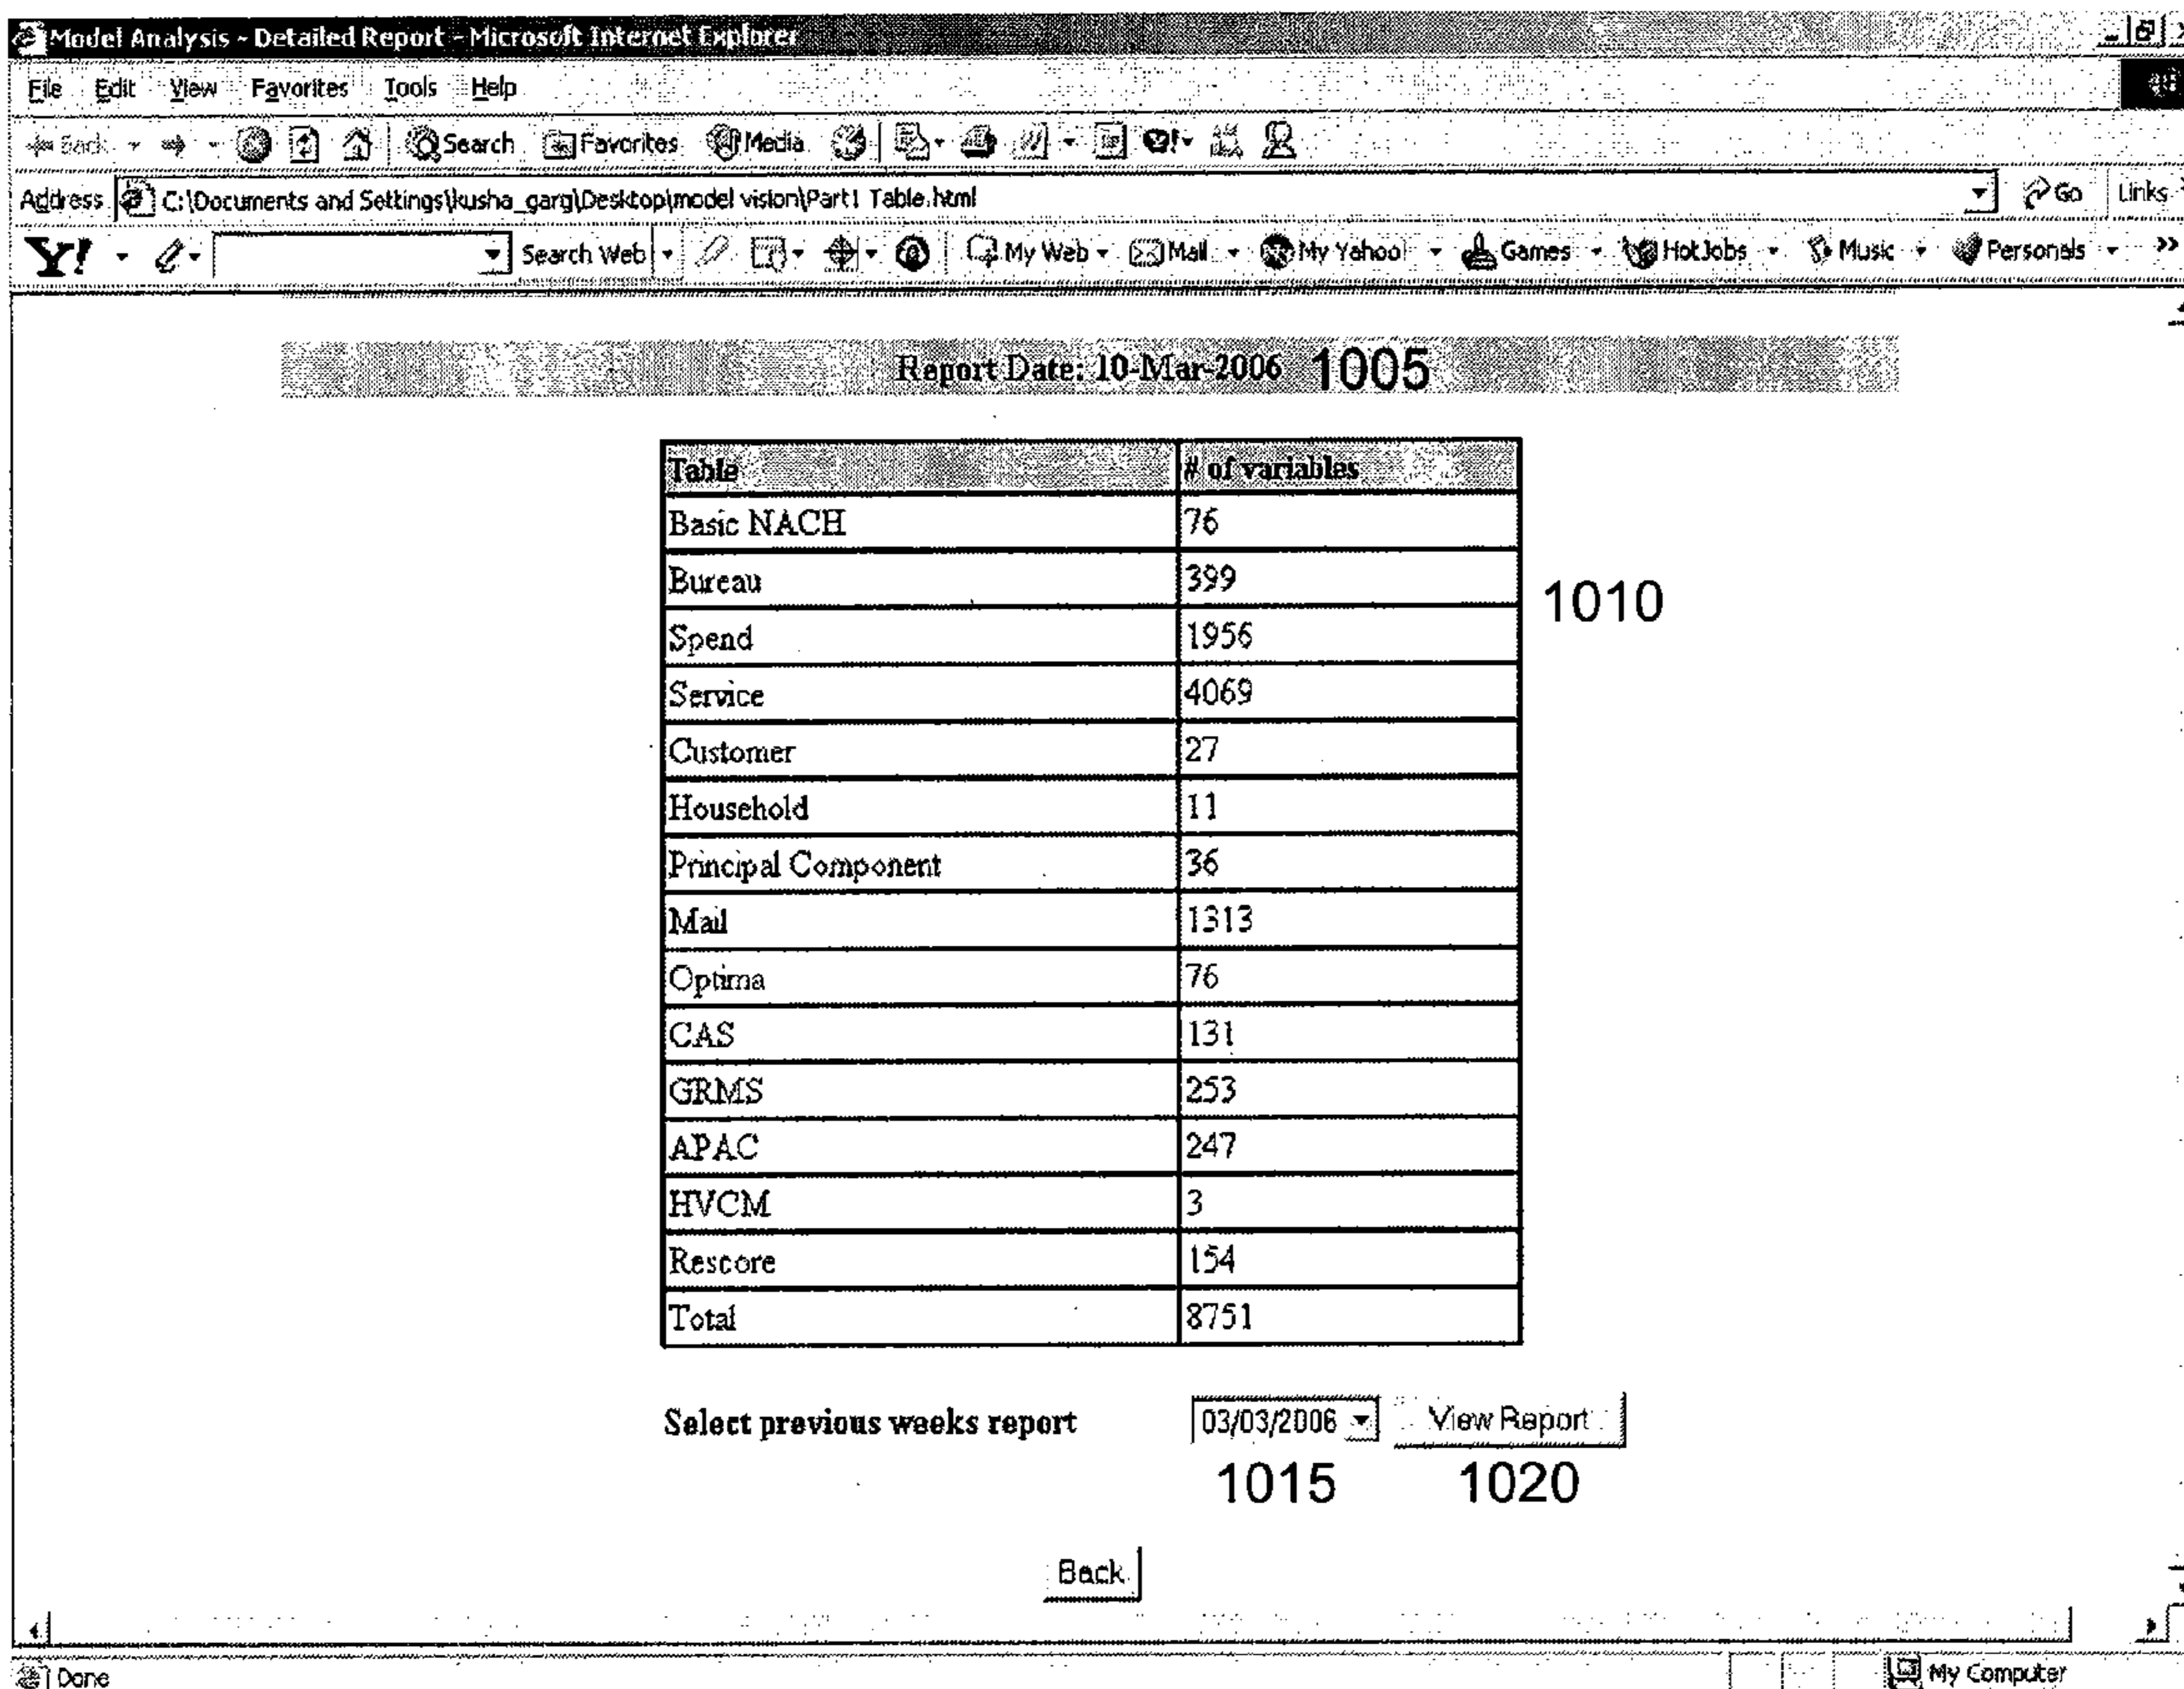 Model Analysis - Detailed Report - Microsoft Internet Explorer
File Edit View Favorites Tools Help
Back Search Favorites Media
Address C:\Documents and Settings\kusha_garg\Desktop\model vision\Part1 Table.html Go Links »
Y! Search Web My Web Mail My Yahoo! Games HotJobs Music Personals »
Report Date: 10-Mar-2006 1005
Table # of variables
Basic NACH 76
Bureau 399
1010
Spend 1956
Service 4069
Customer 27
Household 11
Principal Component 36
Mail 1313
Optima 76
CAS 131
GRMS 253
APAC 247
HVCM 3
Rescore 154
Total 8751
Select previous weeks report 03/03/2006 View Report
1015 1020
Back
Done My Computer